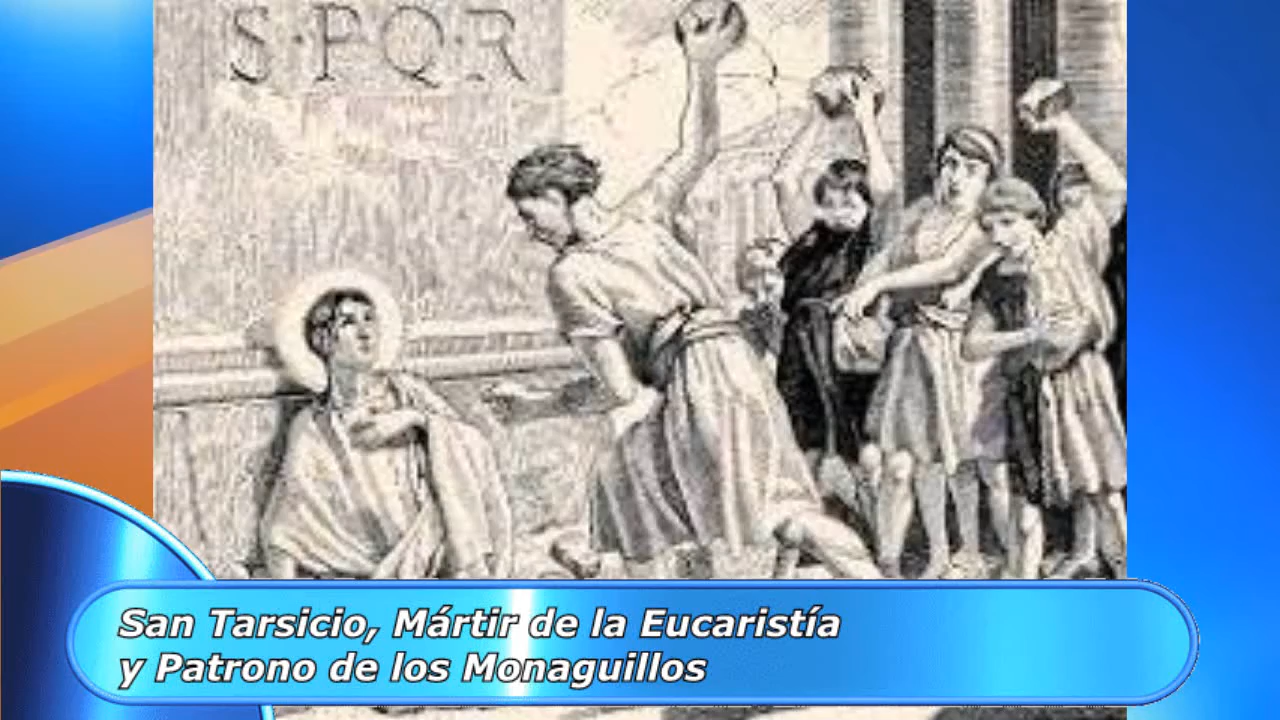 S·P·Q·R
San Tarsicio, Mártir de la Eucaristía
y Patrono de los Monaguillos